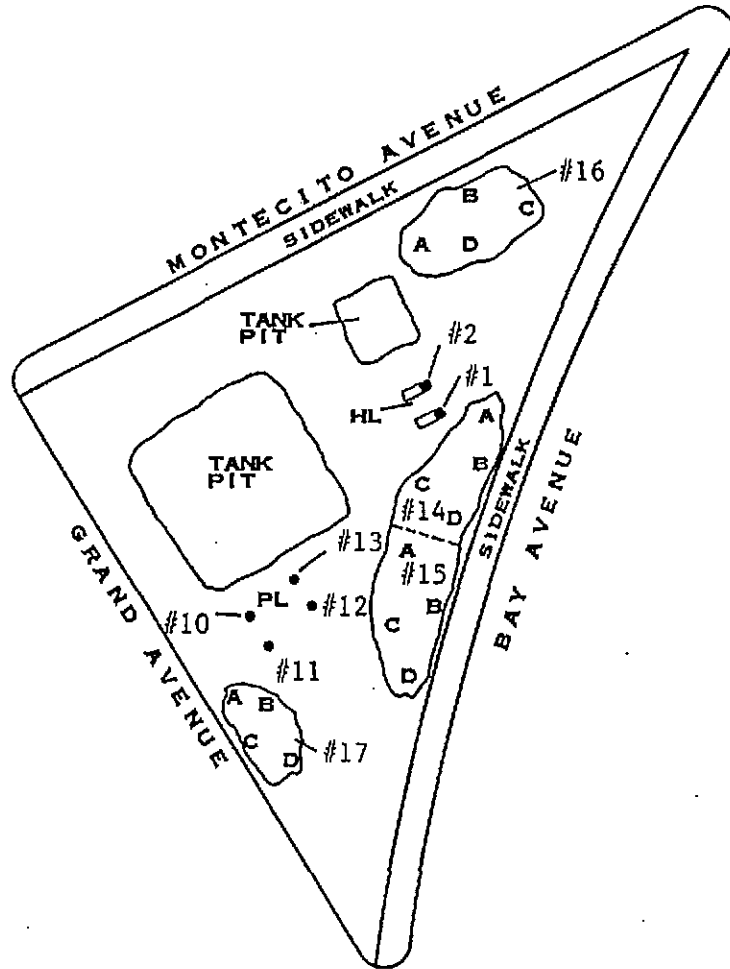 MONTECITO AVENUE
SIDEWALK
#16
B
C
A D
TANK
PIT
#2
#1
HL
A
TANK
PIT
B
C
SIDEWALK
#14 D
BAY AVENUE
GRAND AVENUE
#13
A
#15
PL
#12
B
#10
C
#11
D
A B
C
D
#17